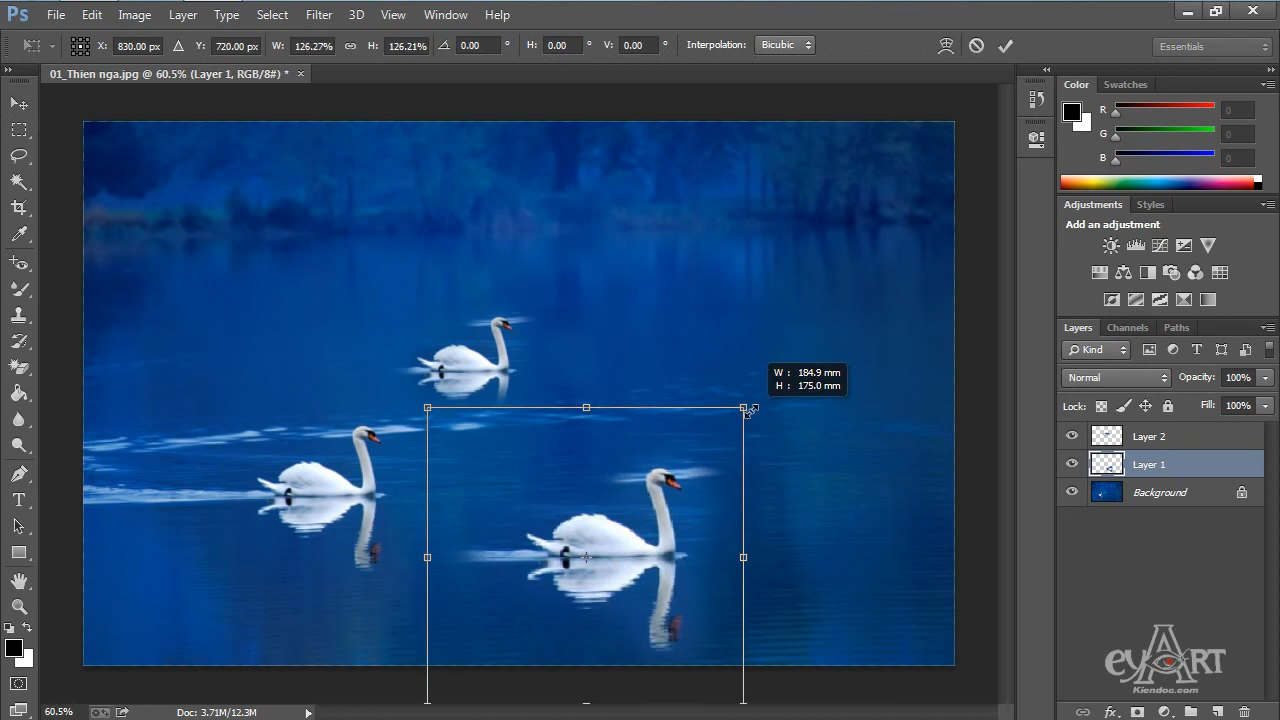 Ps File Edit Image Layer Type Select Filter 3D View Window Help
X: 830.00 px Y: 720.00 px W: 126.27% H: 126.21% 0.00 ° H: 0.00 ° V: 0.00 ° Interpolation: Bicubic Essentials
01_Thien nga.jpg @ 60.5% (Layer 1, RGB/8#) * ×
Color Swatches
R 0
G 0
B 0
Adjustments Styles
Add an adjustment
Layers Channels Paths
Kind
Normal Opacity: 100%
Lock: Fill: 100%
Layer 2
Layer 1
Background
W : 184.9 mm
H : 175.0 mm
eyART
Kiendoc.com
60.5% Doc: 3.71M/12.3M